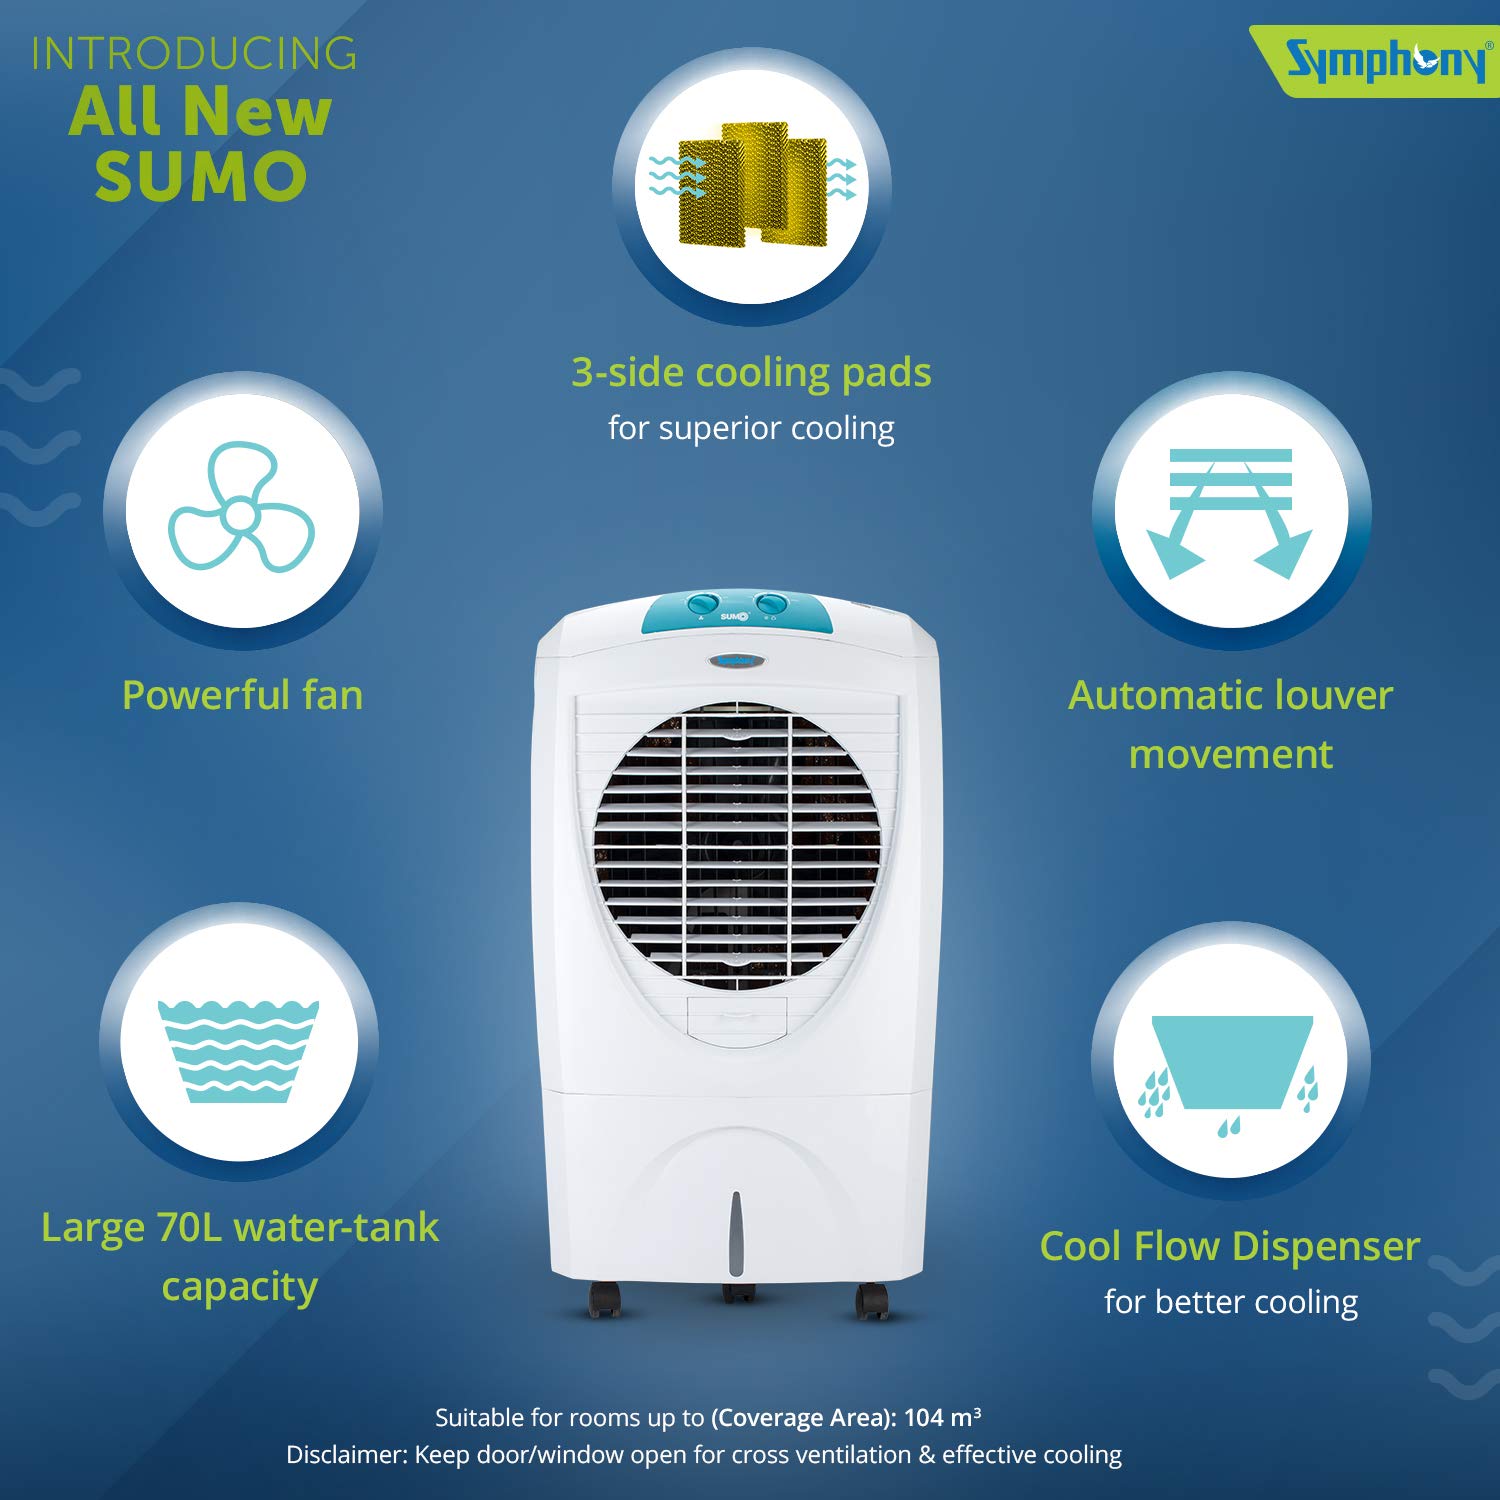 INTRODUCING
All New
SUMO
Symphony®
3-side cooling pads
for superior cooling
Powerful fan
Automatic louver
movement
SUMO
Symphony
Large 70L water-tank
capacity
Cool Flow Dispenser
for better cooling
Suitable for rooms up to (Coverage Area): 104 m³
Disclaimer: Keep door/window open for cross ventilation & effective cooling